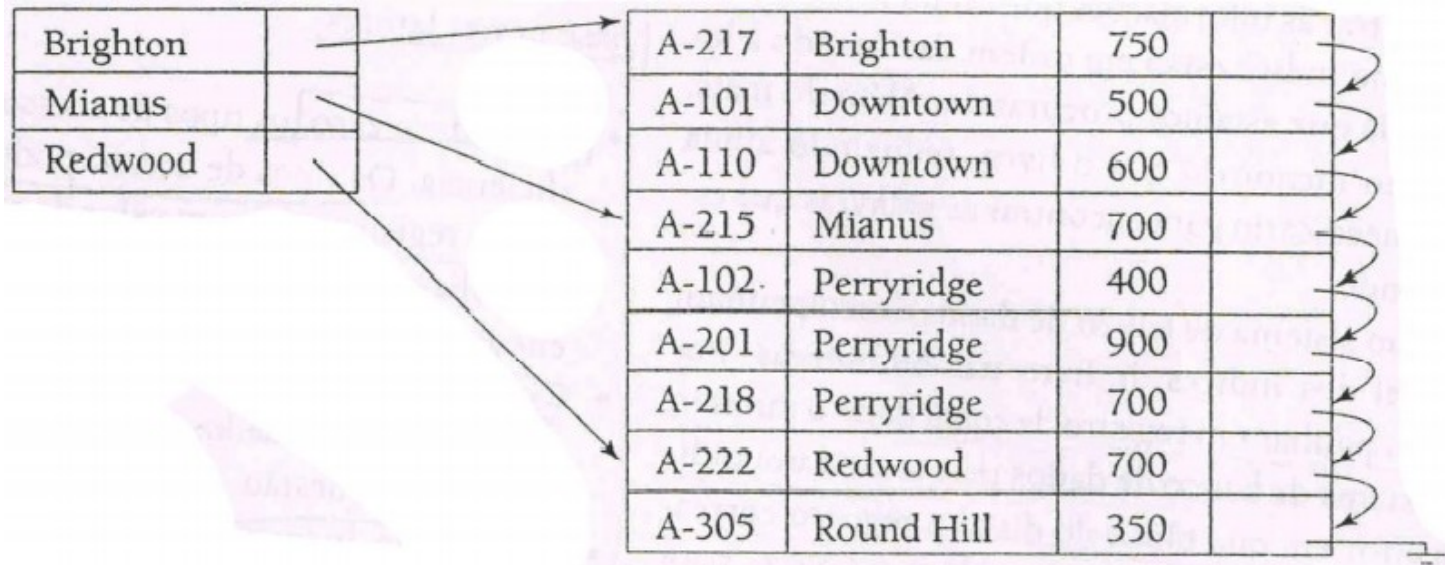 Brighton
Mianus
Redwood
A-217 Brighton 750
A-101 Downtown 500
A-110 Downtown 600
A-215 Mianus 700
A-102 Perryridge 400
A-201 Perryridge 900
A-218 Perryridge 700
A-222 Redwood 700
A-305 Round Hill 350